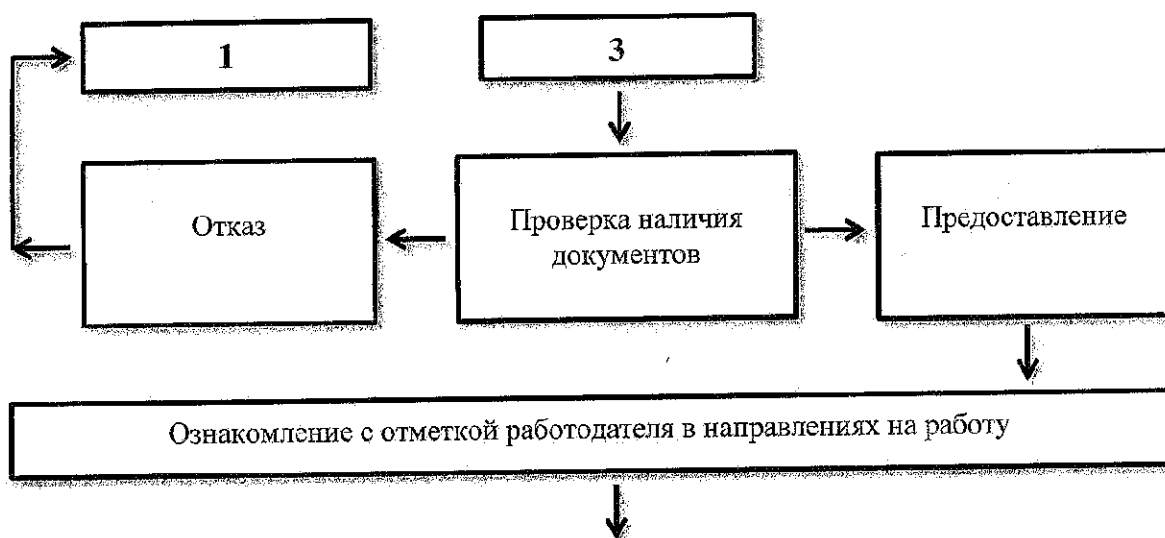 1
3
Отказ
Проверка наличия
документов
Предоставление
Ознакомление с отметкой работодателя в направлениях на работу